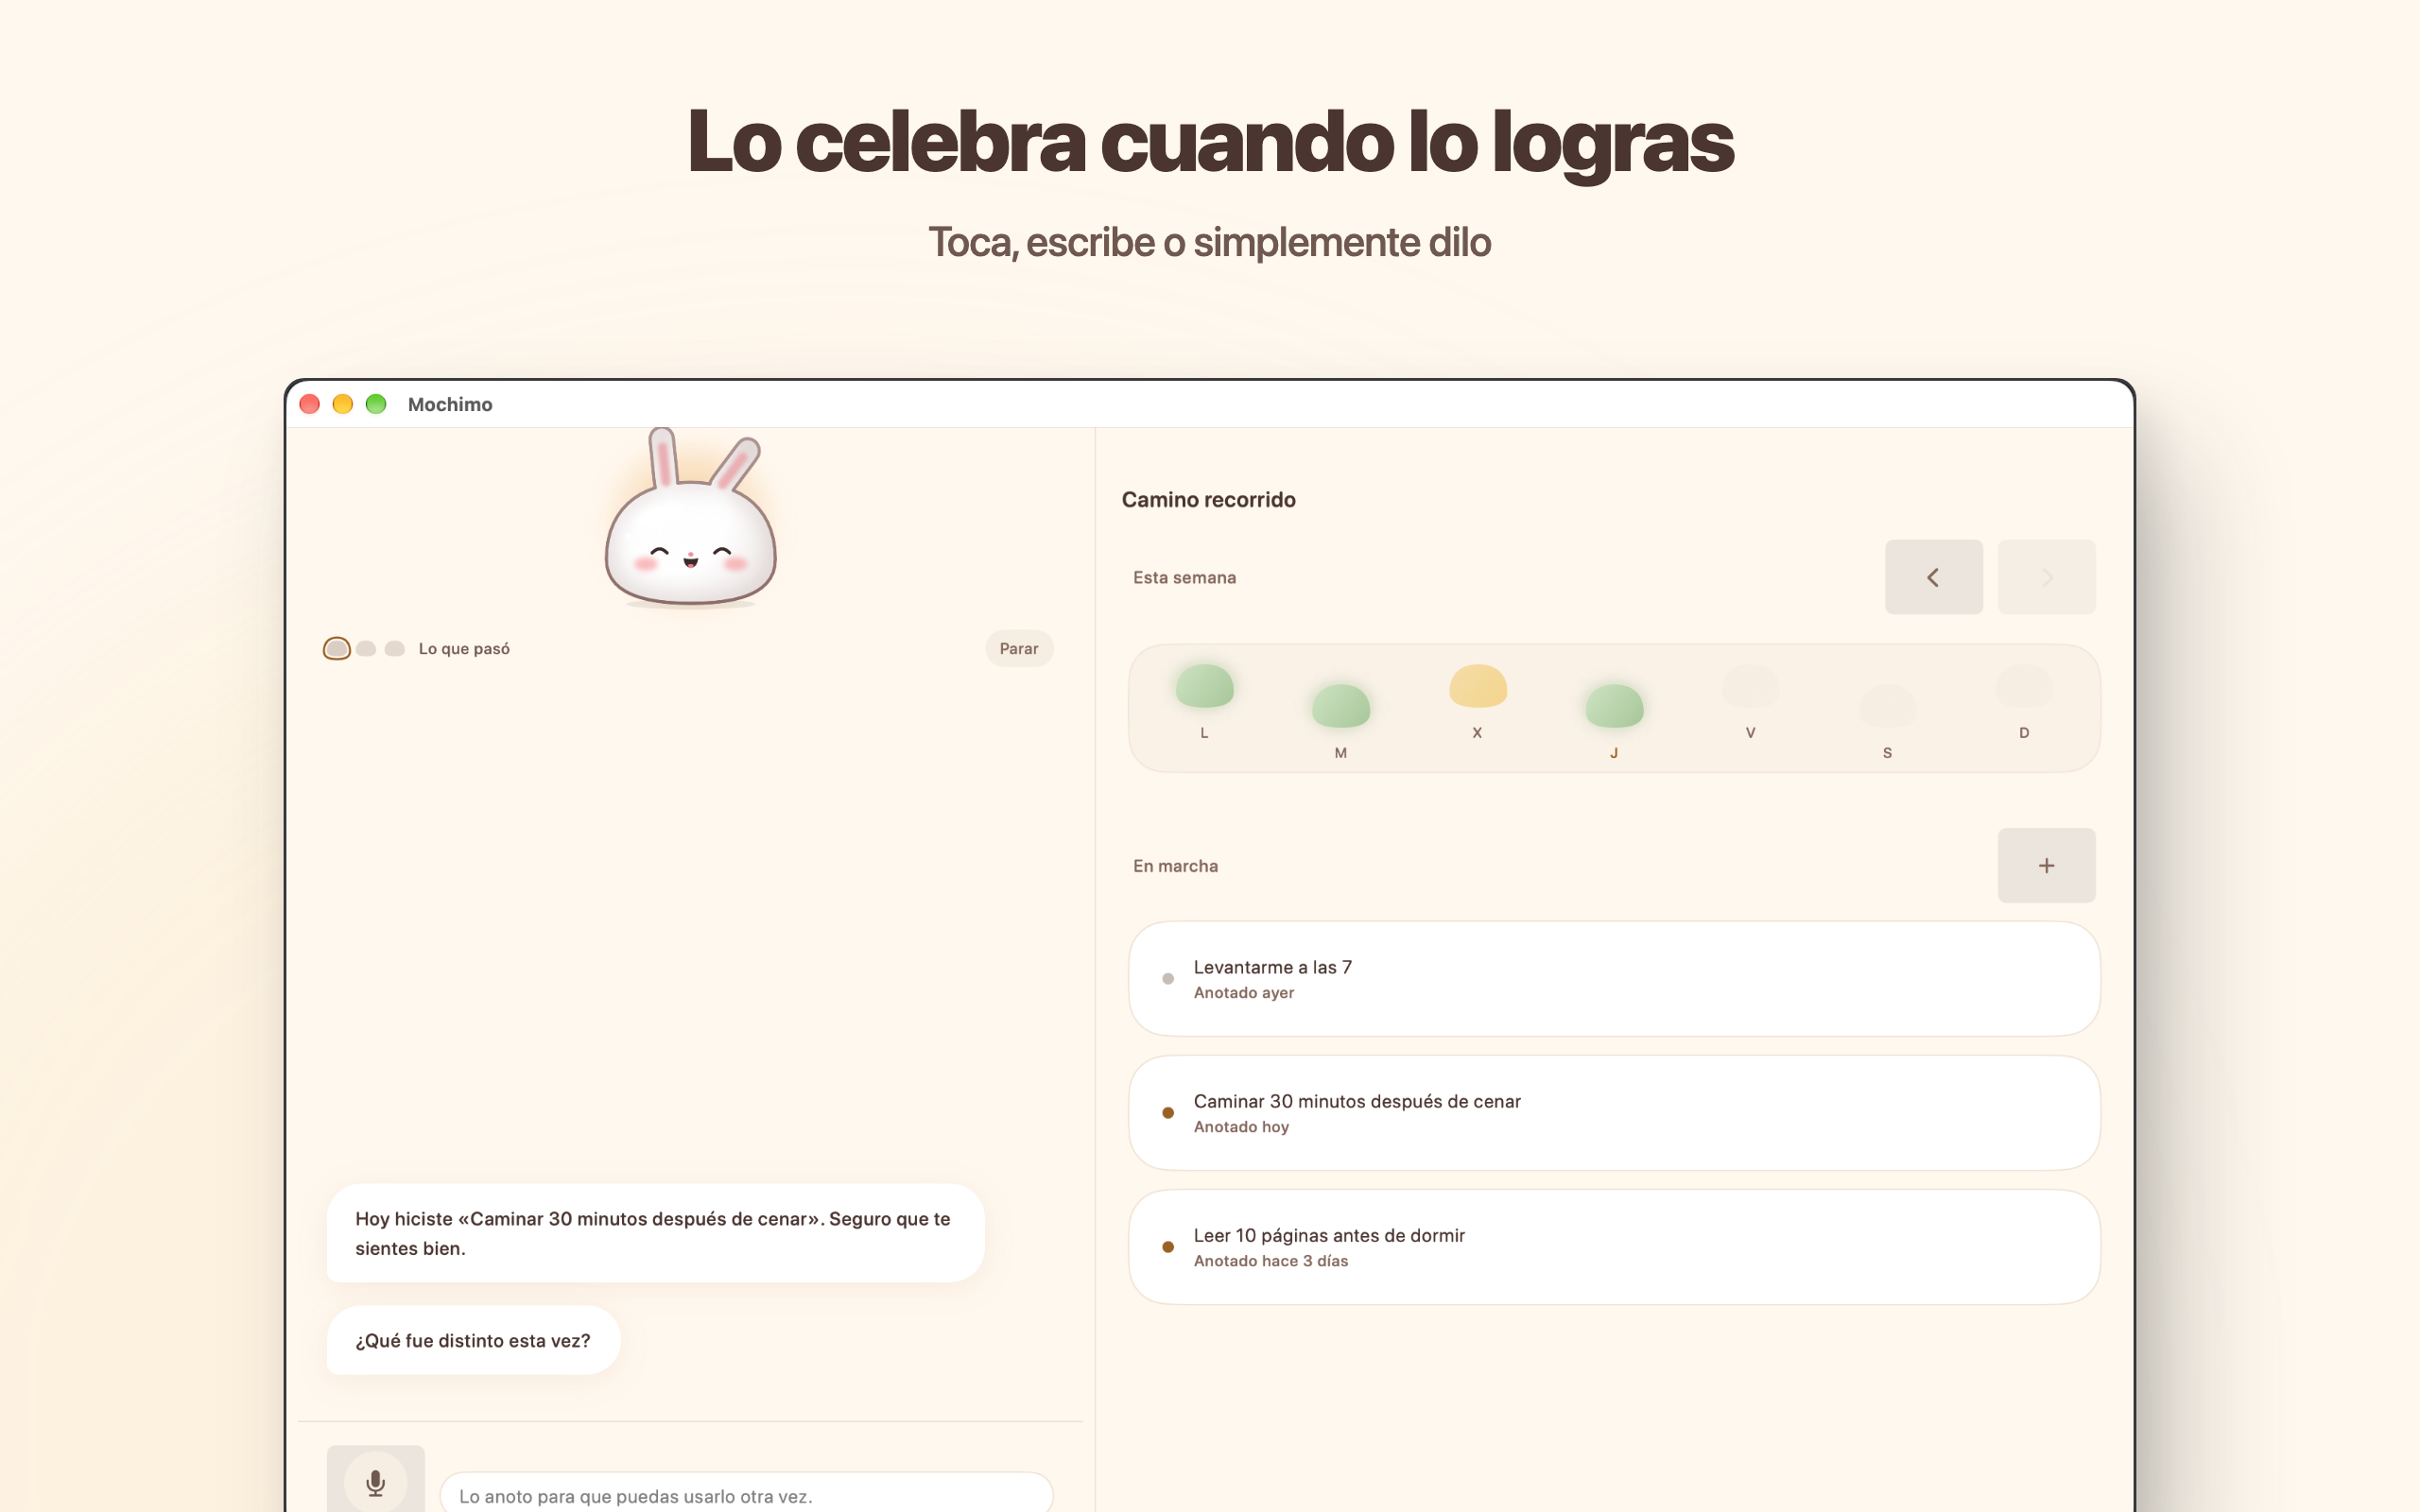 Lo celebra cuando lo logras
Toca, escribe o simplemente dilo
Mochimo
Lo que pasó
Parar
Hoy hiciste «Caminar 30 minutos después de cenar». Seguro que te
sientes bien.
¿Qué fue distinto esta vez?
Lo anoto para que puedas usarlo otra vez.
Camino recorrido
Esta semana
L
M
X
J
V
S
D
En marcha
Levantarme a las 7
Anotado ayer
Caminar 30 minutos después de cenar
Anotado hoy
Leer 10 páginas antes de dormir
Anotado hace 3 días